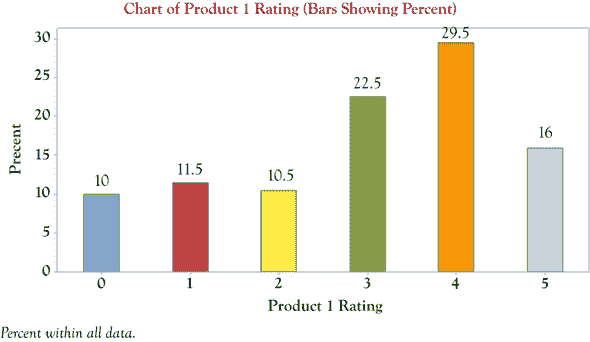 Chart of Product 1 Rating (Bars Showing Percent)
30
25
20
15
10
5
0
Precent
10
11.5
10.5
22.5
29.5
16
0 1 2 3 4 5
Product 1 Rating
Percent within all data.